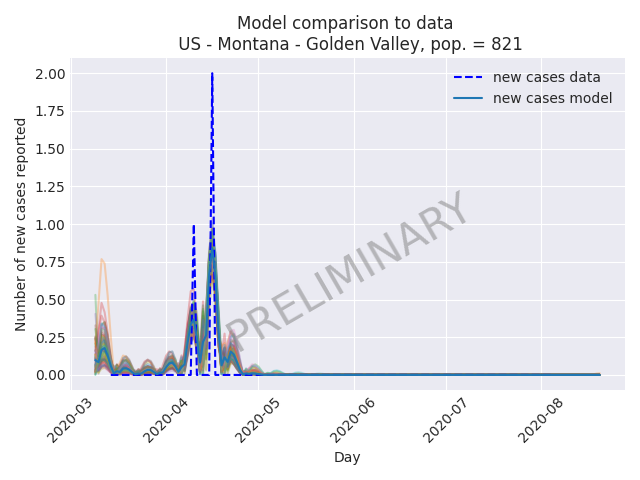 Model comparison to data
US - Montana - Golden Valley, pop. = 821
new cases data
new cases model
Number of new cases reported
2.00
1.75
1.50
1.25
1.00
0.75
0.50
0.25
0.00
PRELIMINARY
2020-03
2020-04
2020-05
2020-06
2020-07
2020-08
Day